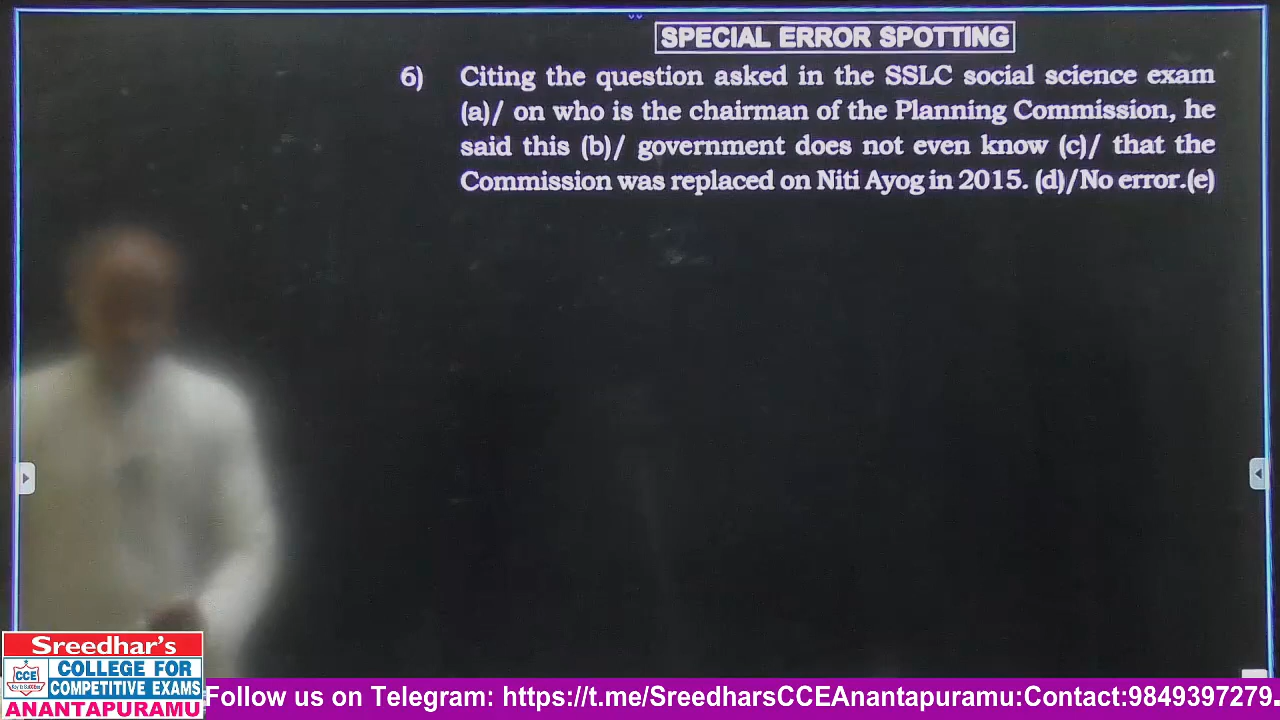 SPECIAL ERROR SPOTTING
6) Citing the question asked in the SSLC social science exam
(a)/ on who is the chairman of the Planning Commission, he
said this (b)/ government does not even know (c)/ that the
Commission was replaced on Niti Ayog in 2015. (d)/No error.(e)
Sreedhar's
CCE
COLLEGE FOR
COMPETITIVE EXAMS
ANANTAPURAMU
Follow us on Telegram: https://t.me/SreedharsCCEAnantapuramu:Contact:9849397279.